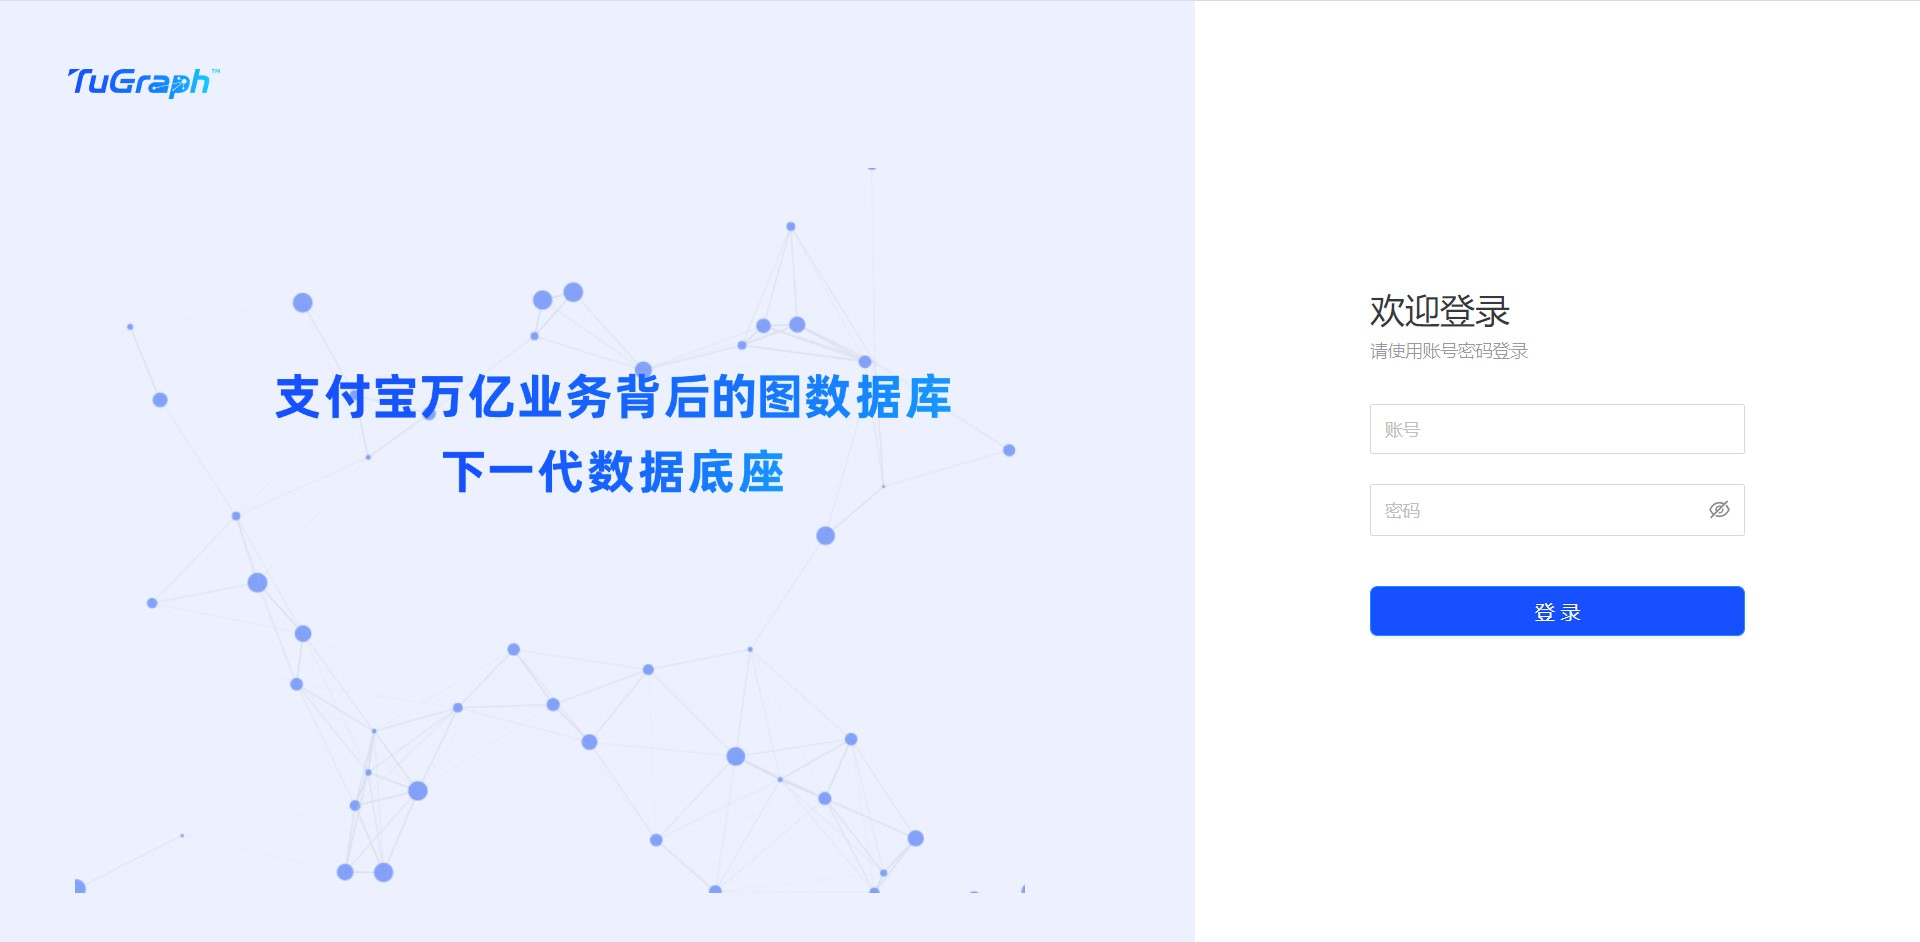 TuGraph™
支付宝万亿业务背后的图数据库
下一代数据底座
欢迎登录
请使用账号密码登录
账号
密码
登 录